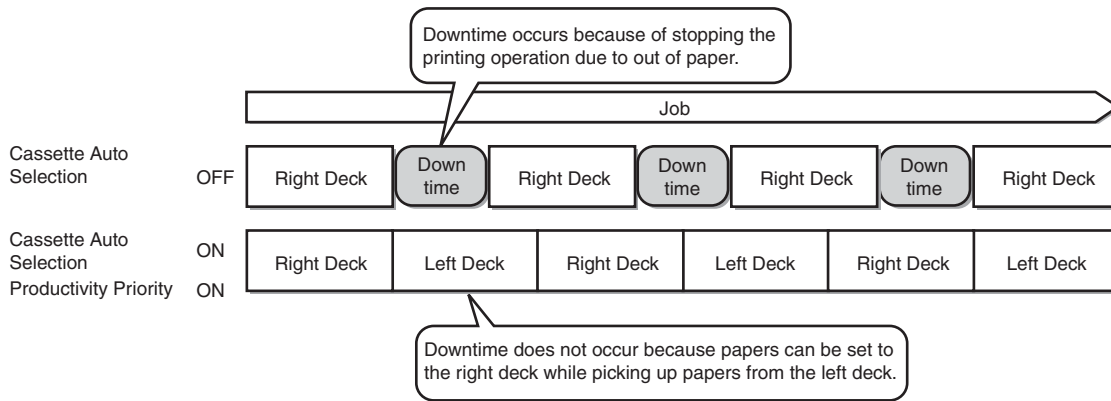 Downtime occurs because of stopping the
printing operation due to out of paper.
Job
Cassette Auto
Selection
OFF
Right Deck
Down
time
Right Deck
Down
time
Right Deck
Down
time
Right Deck
Cassette Auto
Selection
ON
Productivity Priority
ON
Right Deck
Left Deck
Right Deck
Left Deck
Right Deck
Left Deck
Downtime does not occur because papers can be set to
the right deck while picking up papers from the left deck.